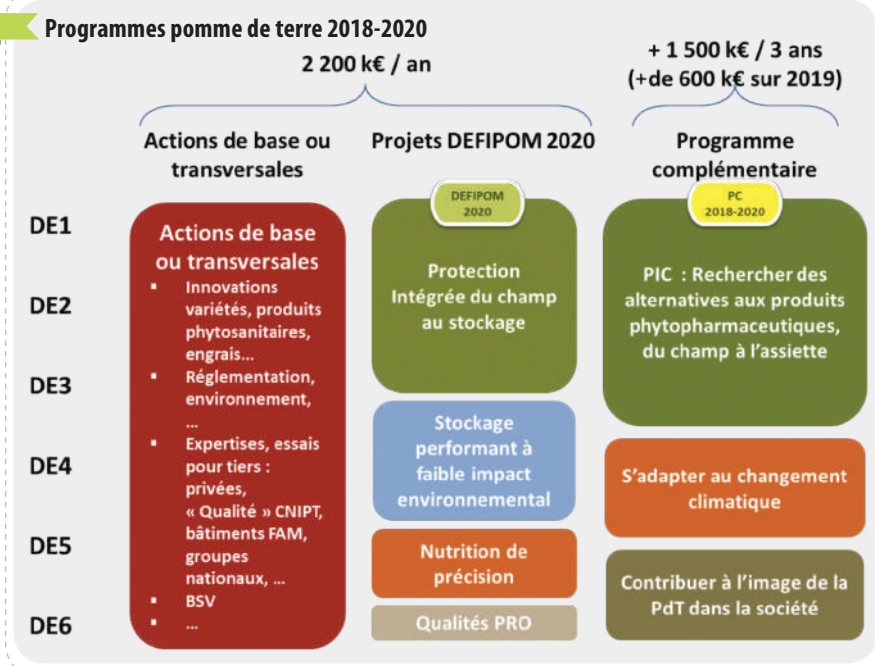 Programmes pomme de terre 2018-2020
2 200 k€ / an
+ 1 500 k€ / 3 ans
(+de 600 k€ sur 2019)
Actions de base ou
transversales
Projets DEFIPOM 2020
Programme
complémentaire
DE1
DE2
DE3
DE4
DE5
DE6
Actions de base
ou transversales
▪ Innovations
variétés, produits
phytosanitaires,
engrais…
▪ Réglementation,
environnement,
…
▪ Expertises, essais
pour tiers :
privées,
« Qualité » CNIPT,
bâtiments FAM,
groupes
nationaux, …
▪ BSV
▪ …
DEFIPOM
2020
Protection
Intégrée du champ
au stockage
Stockage
performant à
faible impact
environnemental
Nutrition de
précision
Qualités PRO
PC
2018-2020
PIC : Rechercher des
alternatives aux produits
phytopharmaceutiques,
du champ à l’assiette
S’adapter au changement
climatique
Contribuer à l’image de la
PdT dans la société